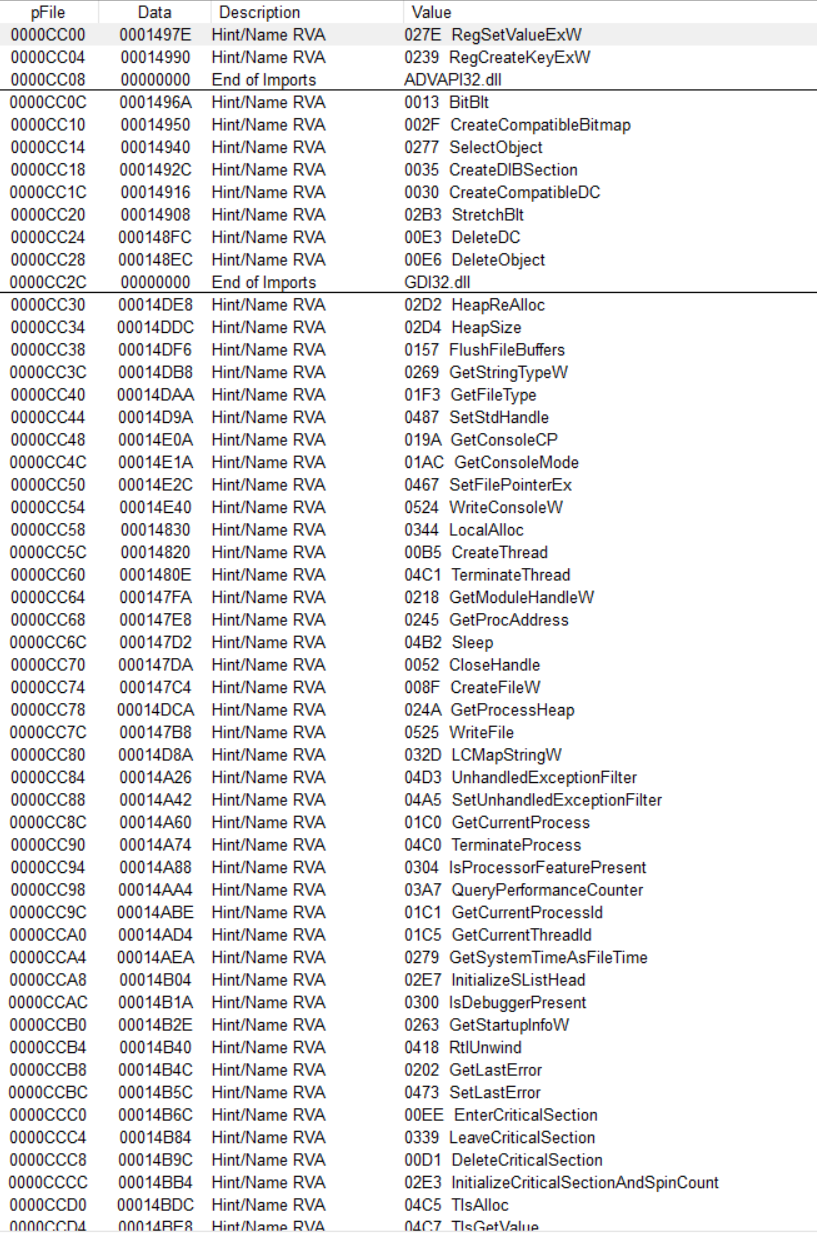 pFile Data Description Value
0000CC00 0001497E Hint/Name RVA 027E RegSetValueExW
0000CC04 00014990 Hint/Name RVA 0239 RegCreateKeyExW
0000CC08 00000000 End of Imports ADVAPI32.dll
0000CC0C 0001496A Hint/Name RVA 0013 BitBlt
0000CC10 00014950 Hint/Name RVA 002F CreateCompatibleBitmap
0000CC14 00014940 Hint/Name RVA 0277 SelectObject
0000CC18 0001492C Hint/Name RVA 0035 CreateDIBSection
0000CC1C 00014916 Hint/Name RVA 0030 CreateCompatibleDC
0000CC20 00014908 Hint/Name RVA 02B3 StretchBlt
0000CC24 000148FC Hint/Name RVA 00E3 DeleteDC
0000CC28 000148EC Hint/Name RVA 00E6 DeleteObject
0000CC2C 00000000 End of Imports GDI32.dll
0000CC30 00014DE8 Hint/Name RVA 02D2 HeapReAlloc
0000CC34 00014DDC Hint/Name RVA 02D4 HeapSize
0000CC38 00014DF6 Hint/Name RVA 0157 FlushFileBuffers
0000CC3C 00014DB8 Hint/Name RVA 0269 GetStringTypeW
0000CC40 00014DAA Hint/Name RVA 01F3 GetFileType
0000CC44 00014D9A Hint/Name RVA 0487 SetStdHandle
0000CC48 00014E0A Hint/Name RVA 019A GetConsoleCP
0000CC4C 00014E1A Hint/Name RVA 01AC GetConsoleMode
0000CC50 00014E2C Hint/Name RVA 0467 SetFilePointerEx
0000CC54 00014E40 Hint/Name RVA 0524 WriteConsoleW
0000CC58 00014830 Hint/Name RVA 0344 LocalAlloc
0000CC5C 00014820 Hint/Name RVA 00B5 CreateThread
0000CC60 0001480E Hint/Name RVA 04C1 TerminateThread
0000CC64 000147FA Hint/Name RVA 0218 GetModuleHandleW
0000CC68 000147E8 Hint/Name RVA 0245 GetProcAddress
0000CC6C 000147D2 Hint/Name RVA 04B2 Sleep
0000CC70 000147DA Hint/Name RVA 0052 CloseHandle
0000CC74 000147C4 Hint/Name RVA 008F CreateFileW
0000CC78 00014DCA Hint/Name RVA 024A GetProcessHeap
0000CC7C 000147B8 Hint/Name RVA 0525 WriteFile
0000CC80 00014D8A Hint/Name RVA 032D LCMapStringW
0000CC84 00014A26 Hint/Name RVA 04D3 UnhandledExceptionFilter
0000CC88 00014A42 Hint/Name RVA 04A5 SetUnhandledExceptionFilter
0000CC8C 00014A60 Hint/Name RVA 01C0 GetCurrentProcess
0000CC90 00014A74 Hint/Name RVA 04C0 TerminateProcess
0000CC94 00014A88 Hint/Name RVA 0304 IsProcessorFeaturePresent
0000CC98 00014AA4 Hint/Name RVA 03A7 QueryPerformanceCounter
0000CC9C 00014ABE Hint/Name RVA 01C1 GetCurrentProcessId
0000CCA0 00014AD4 Hint/Name RVA 01C5 GetCurrentThreadId
0000CCA4 00014AEA Hint/Name RVA 0279 GetSystemTimeAsFileTime
0000CCA8 00014B04 Hint/Name RVA 02E7 InitializeSListHead
0000CCAC 00014B1A Hint/Name RVA 0300 IsDebuggerPresent
0000CCB0 00014B2E Hint/Name RVA 0263 GetStartupInfoW
0000CCB4 00014B40 Hint/Name RVA 0418 RtlUnwind
0000CCB8 00014B4C Hint/Name RVA 0202 GetLastError
0000CCBC 00014B5C Hint/Name RVA 0473 SetLastError
0000CCC0 00014B6C Hint/Name RVA 00EE EnterCriticalSection
0000CCC4 00014B84 Hint/Name RVA 0339 LeaveCriticalSection
0000CCC8 00014B9C Hint/Name RVA 00D1 DeleteCriticalSection
0000CCCC 00014BB4 Hint/Name RVA 02E3 InitializeCriticalSectionAndSpinCount
0000CCD0 00014BDC Hint/Name RVA 04C5 TlsAlloc
0000CCD4 00014BE8 Hint/Name RVA 04C7 TlsGetValue